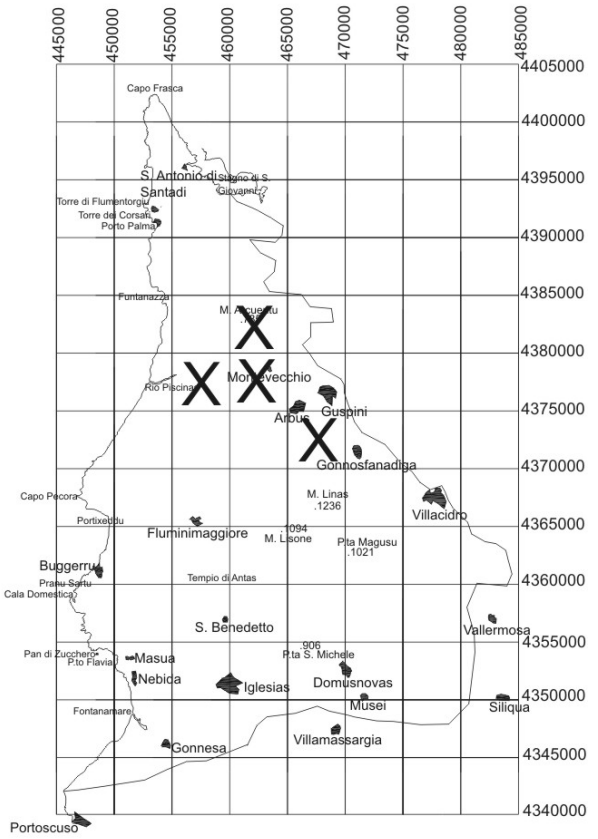 445000
450000
455000
460000
465000
470000
475000
480000
485000
4405000
Capo Frasca
4400000
S. Antonio di Stagno di S.
4395000
Santadi Giovanni
Torre di Flumentorgiu
Torre dei Corsari
Porto Palma
4390000
Funtanazza
4385000
M. Arcuentu
X
4380000
Rio Piscinas
X
Montevecchio
X
Arbus
Guspini
4375000
X
Gonnosfanadiga
4370000
Capo Pecora
M. Linas
.1236
Villacidro
Portixeddu
Fluminimaggiore
.1094
M. Lisone
4365000
P.ta Magusu
.1021
Buggerru
Pranu Sartu
Cala Domestica
Tempio di Antas
4360000
S. Benedetto
Vallermosa
4355000
Pan di Zucchero
P.to Flavia
Masua
.906
P.ta S. Michele
Nebida
Iglesias
Domusnovas
Musei
4350000
Siliqua
Fontanamare
Gonnesa
Villamassargia
4345000
4340000
Portoscuso